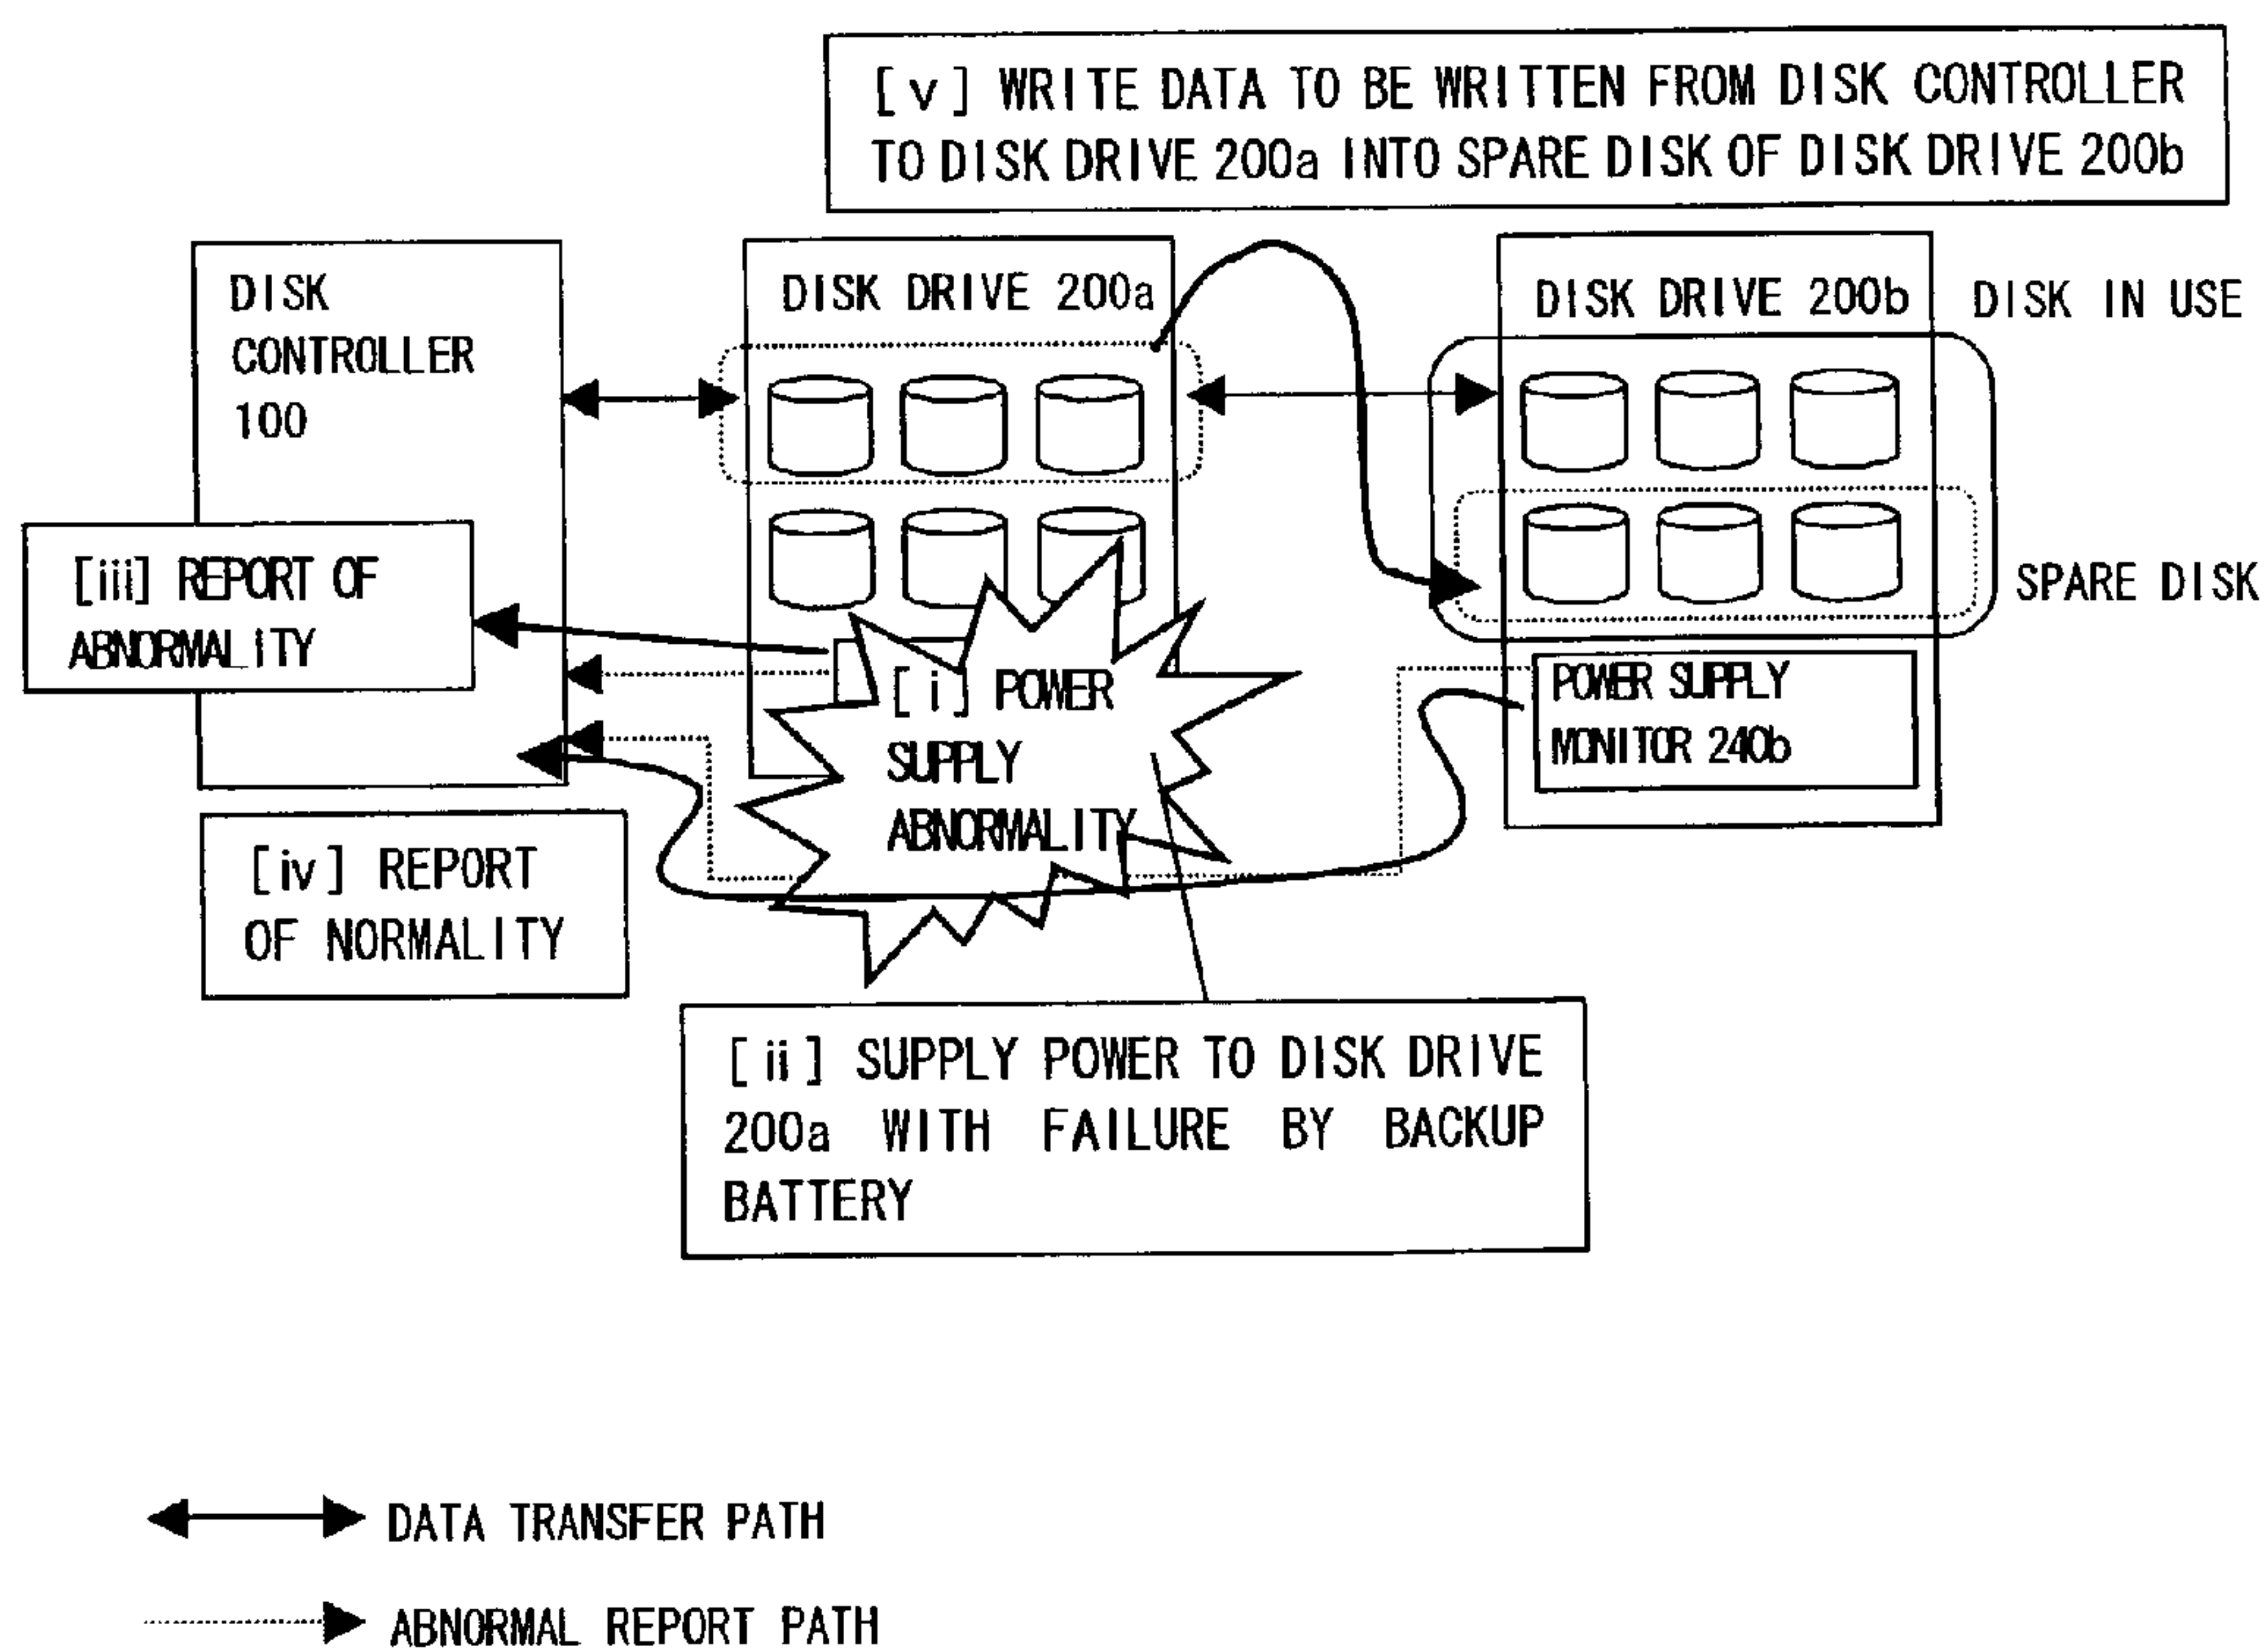 [v] WRITE DATA TO BE WRITTEN FROM DISK CONTROLLER
TO DISK DRIVE 200a INTO SPARE DISK OF DISK DRIVE 200b
DISK
CONTROLLER
100
DISK DRIVE 200a
DISK DRIVE 200b
DISK IN USE
SPARE DISK
[iii] REPORT OF
ABNORMALITY
[i] POWER
SUPPLY
ABNORMALITY
POWER SUPPLY
MONITOR 240b
[iv] REPORT
OF NORMALITY
[ii] SUPPLY POWER TO DISK DRIVE
200a WITH FAILURE BY BACKUP
BATTERY
DATA TRANSFER PATH
ABNORMAL REPORT PATH